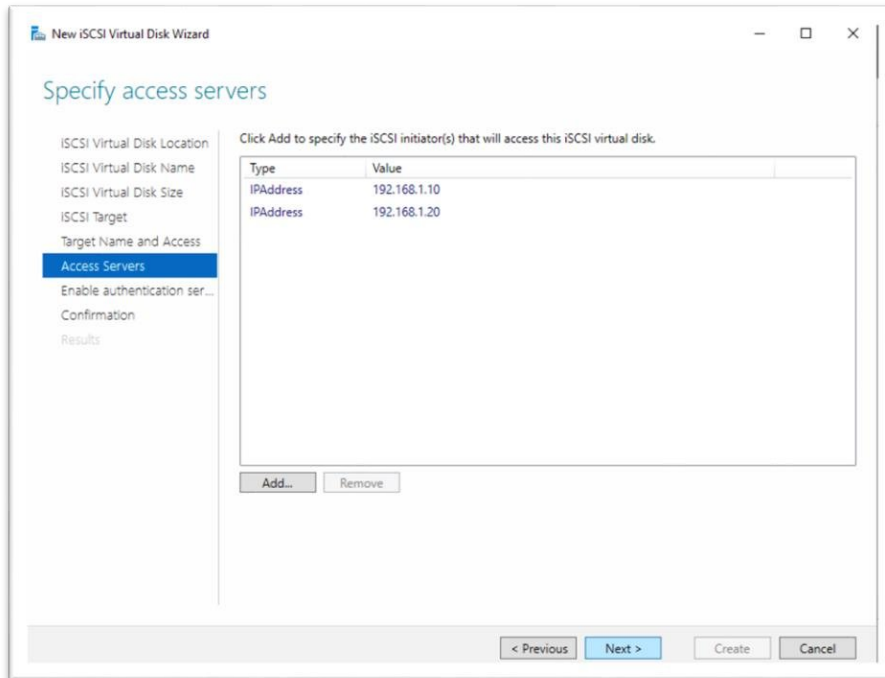 New iSCSI Virtual Disk Wizard
Specify access servers
iSCSI Virtual Disk Location
iSCSI Virtual Disk Name
iSCSI Virtual Disk Size
iSCSI Target
Target Name and Access
Access Servers
Enable authentication ser...
Confirmation
Results
Click Add to specify the iSCSI initiator(s) that will access this iSCSI virtual disk.
Type Value
IPAddress 192.168.1.10
IPAddress 192.168.1.20
Add... Remove
< Previous Next > Create Cancel